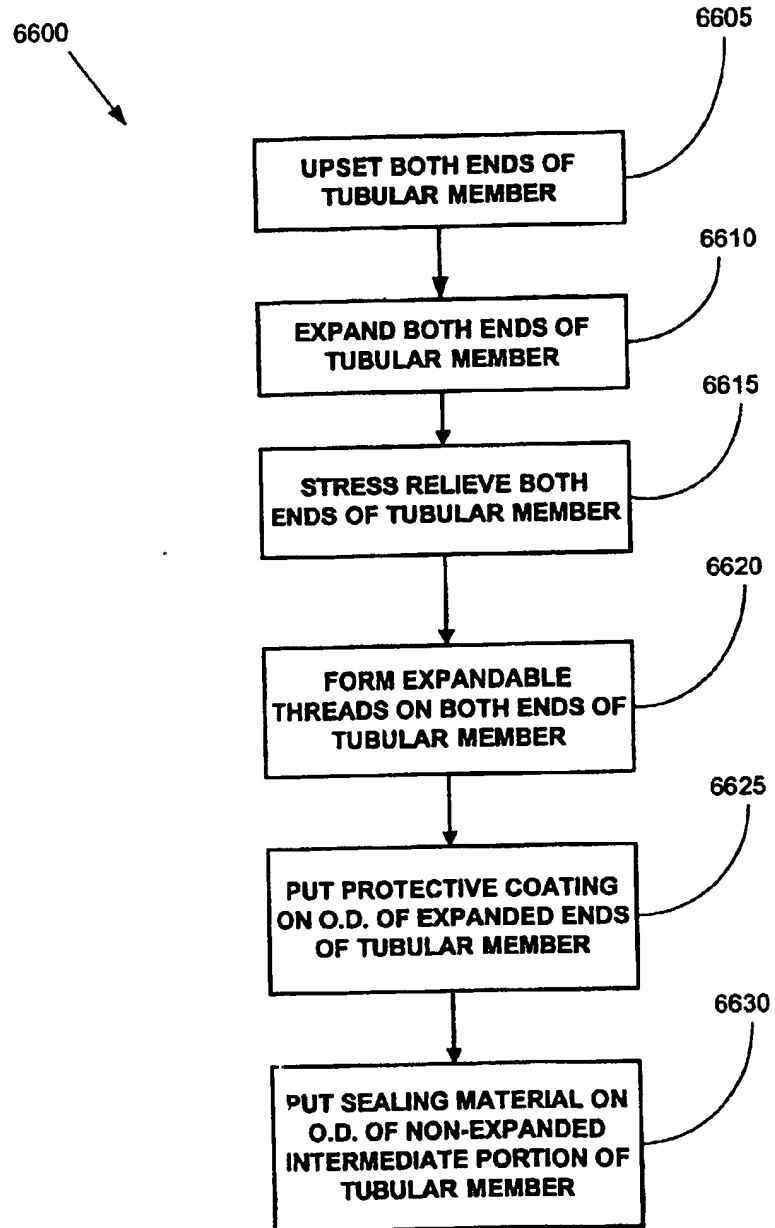 6600
6605
UPSET BOTH ENDS OF
TUBULAR MEMBER
6610
EXPAND BOTH ENDS OF
TUBULAR MEMBER
6615
STRESS RELIEVE BOTH
ENDS OF TUBULAR MEMBER
6620
FORM EXPANDABLE
THREADS ON BOTH ENDS OF
TUBULAR MEMBER
6625
PUT PROTECTIVE COATING
ON O.D. OF EXPANDED ENDS
OF TUBULAR MEMBER
6630
PUT SEALING MATERIAL ON
O.D. OF NON-EXPANDED
INTERMEDIATE PORTION OF
TUBULAR MEMBER